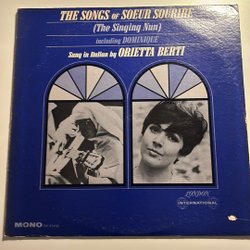 THE SONGS OF SOEUR SOURIRE
(The Singing Nun)
including DOMINIQUE
Sung in Italian by ORIETTA BERTI
LONDON
INTERNATIONAL
MONO